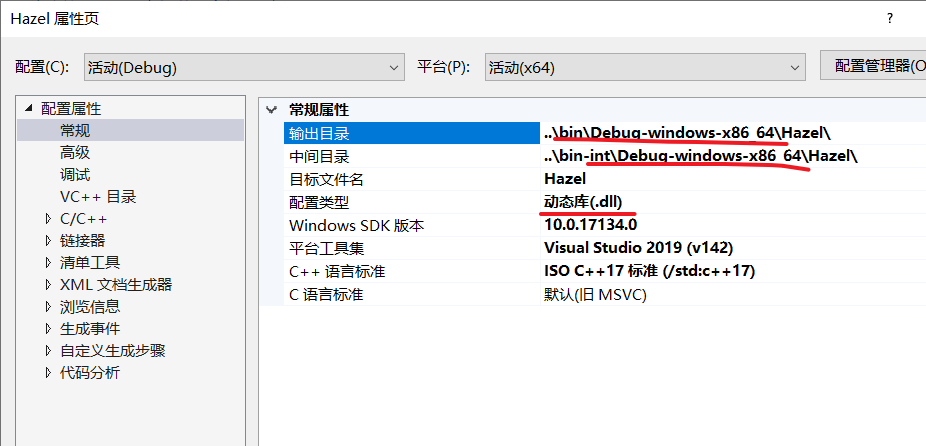 Hazel 属性页
?
配置(C): 活动(Debug) 平台(P): 活动(x64) 配置管理器(O
配置属性
常规
高级
调试
VC++ 目录
C/C++
链接器
清单工具
XML 文档生成器
浏览信息
生成事件
自定义生成步骤
代码分析
常规属性
输出目录 ..\bin\Debug-windows-x86_64\Hazel\
中间目录 ..\bin-int\Debug-windows-x86_64\Hazel\
目标文件名 Hazel
配置类型 动态库(.dll)
Windows SDK 版本 10.0.17134.0
平台工具集 Visual Studio 2019 (v142)
C++ 语言标准 ISO C++17 标准 (/std:c++17)
C 语言标准 默认(旧 MSVC)